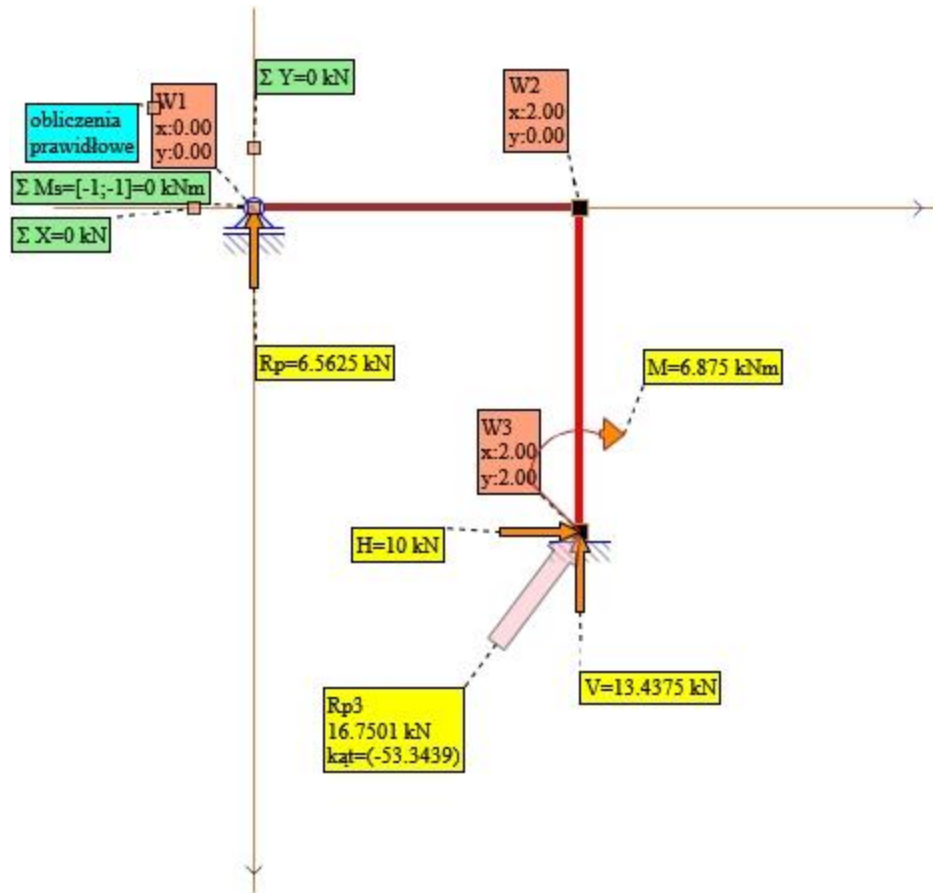 Σ Y=0 kN
obliczenia
prawidłowe
W1
x:0.00
y:0.00
W2
x:2.00
y:0.00
Σ Ms=[-1;-1]=0 kNm
Σ X=0 kN
Rp=6.5625 kN
M=6.875 kNm
W3
x:2.00
y:2.00
H=10 kN
V=13.4375 kN
Rp3
16.7501 kN
kąt=(-53.3439)